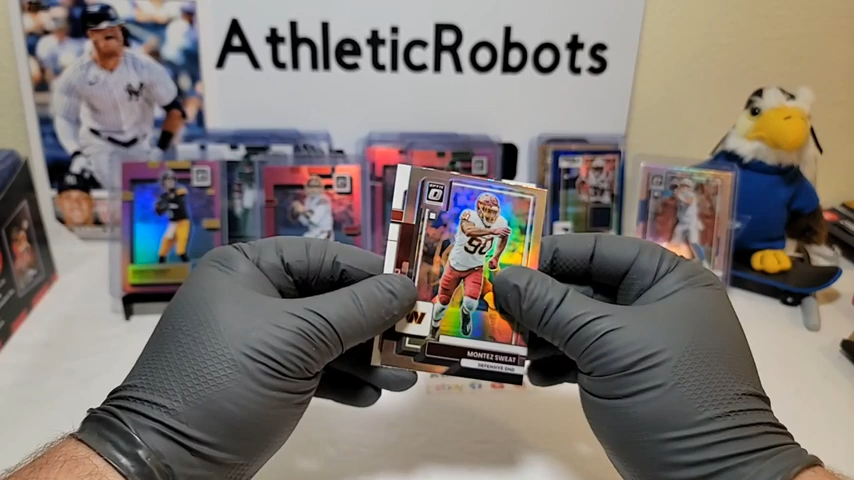 AthleticRobots
OPTIC
90
W
MONTEZ SWEAT
DEFENSIVE END